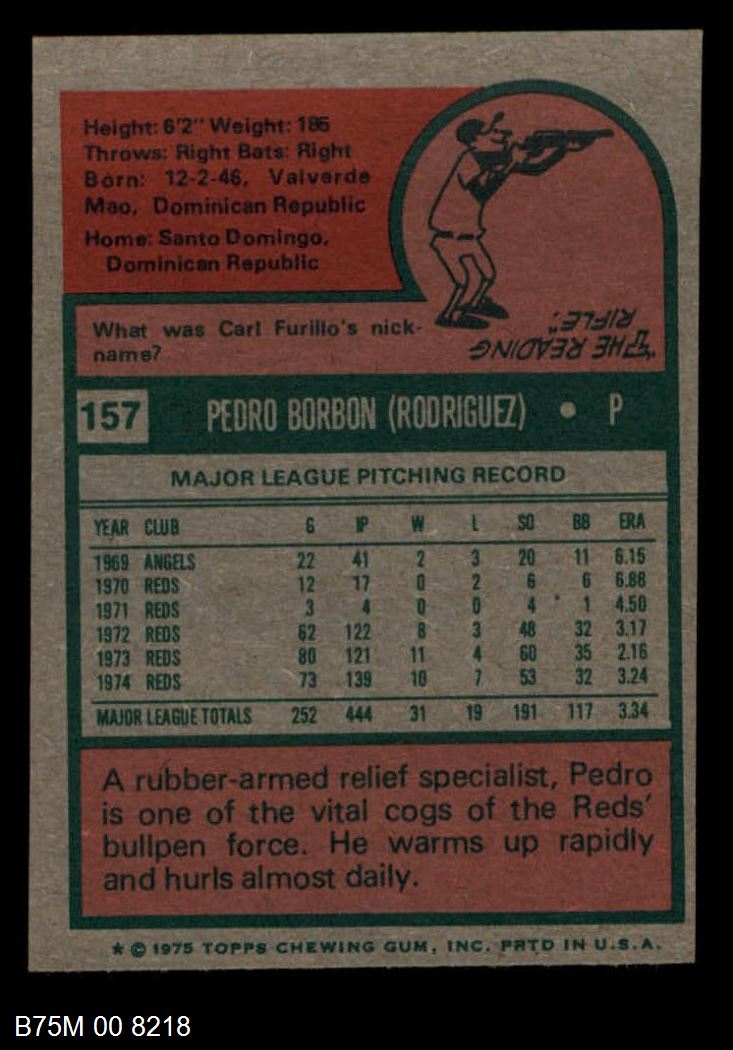 Height: 6'2" Weight: 185
Throws: Right Bats: Right
Born: 12-2-46, Valverde
Mao, Dominican Republic
Home: Santo Domingo,
Dominican Republic
What was Carl Furillo's nick-
name?
"THE READING
RIFLE."
157 PEDRO BORBON (RODRIGUEZ) • P
MAJOR LEAGUE PITCHING RECORD
YEAR CLUB G IP W L SO BB ERA
1969 ANGELS 22 41 2 3 20 11 6.15
1970 REDS 12 17 0 2 6 6 6.88
1971 REDS 3 4 0 0 4 1 4.50
1972 REDS 62 122 8 3 48 32 3.17
1973 REDS 80 121 11 4 60 35 2.16
1974 REDS 73 139 10 7 53 32 3.24
MAJOR LEAGUE TOTALS 252 444 31 19 191 117 3.34
A rubber-armed relief specialist, Pedro
is one of the vital cogs of the Reds'
bullpen force. He warms up rapidly
and hurls almost daily.
* © 1975 TOPPS CHEWING GUM, INC. PRTD IN U.S.A.
B75M 00 8218